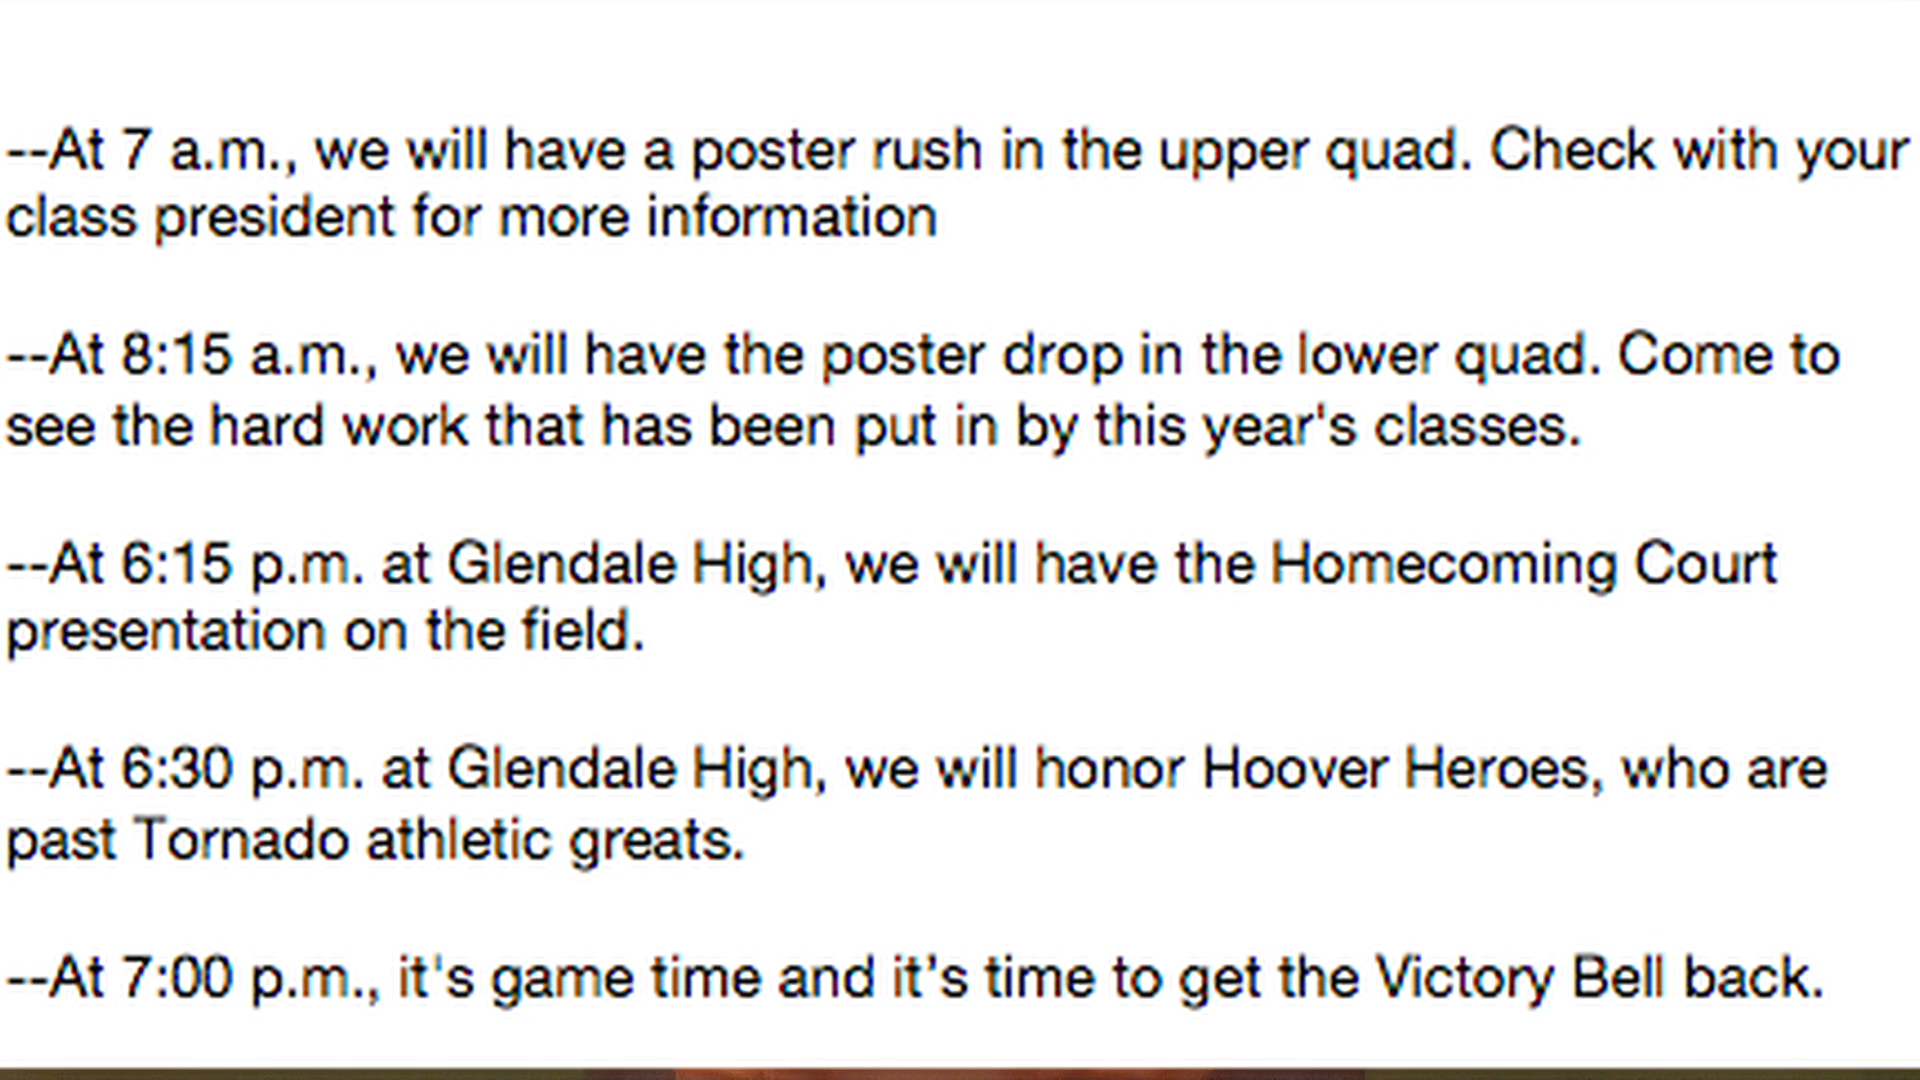 --At 7 a.m., we will have a poster rush in the upper quad. Check with your
class president for more information
--At 8:15 a.m., we will have the poster drop in the lower quad. Come to
see the hard work that has been put in by this year's classes.
--At 6:15 p.m. at Glendale High, we will have the Homecoming Court
presentation on the field.
--At 6:30 p.m. at Glendale High, we will honor Hoover Heroes, who are
past Tornado athletic greats.
--At 7:00 p.m., it's game time and it’s time to get the Victory Bell back.